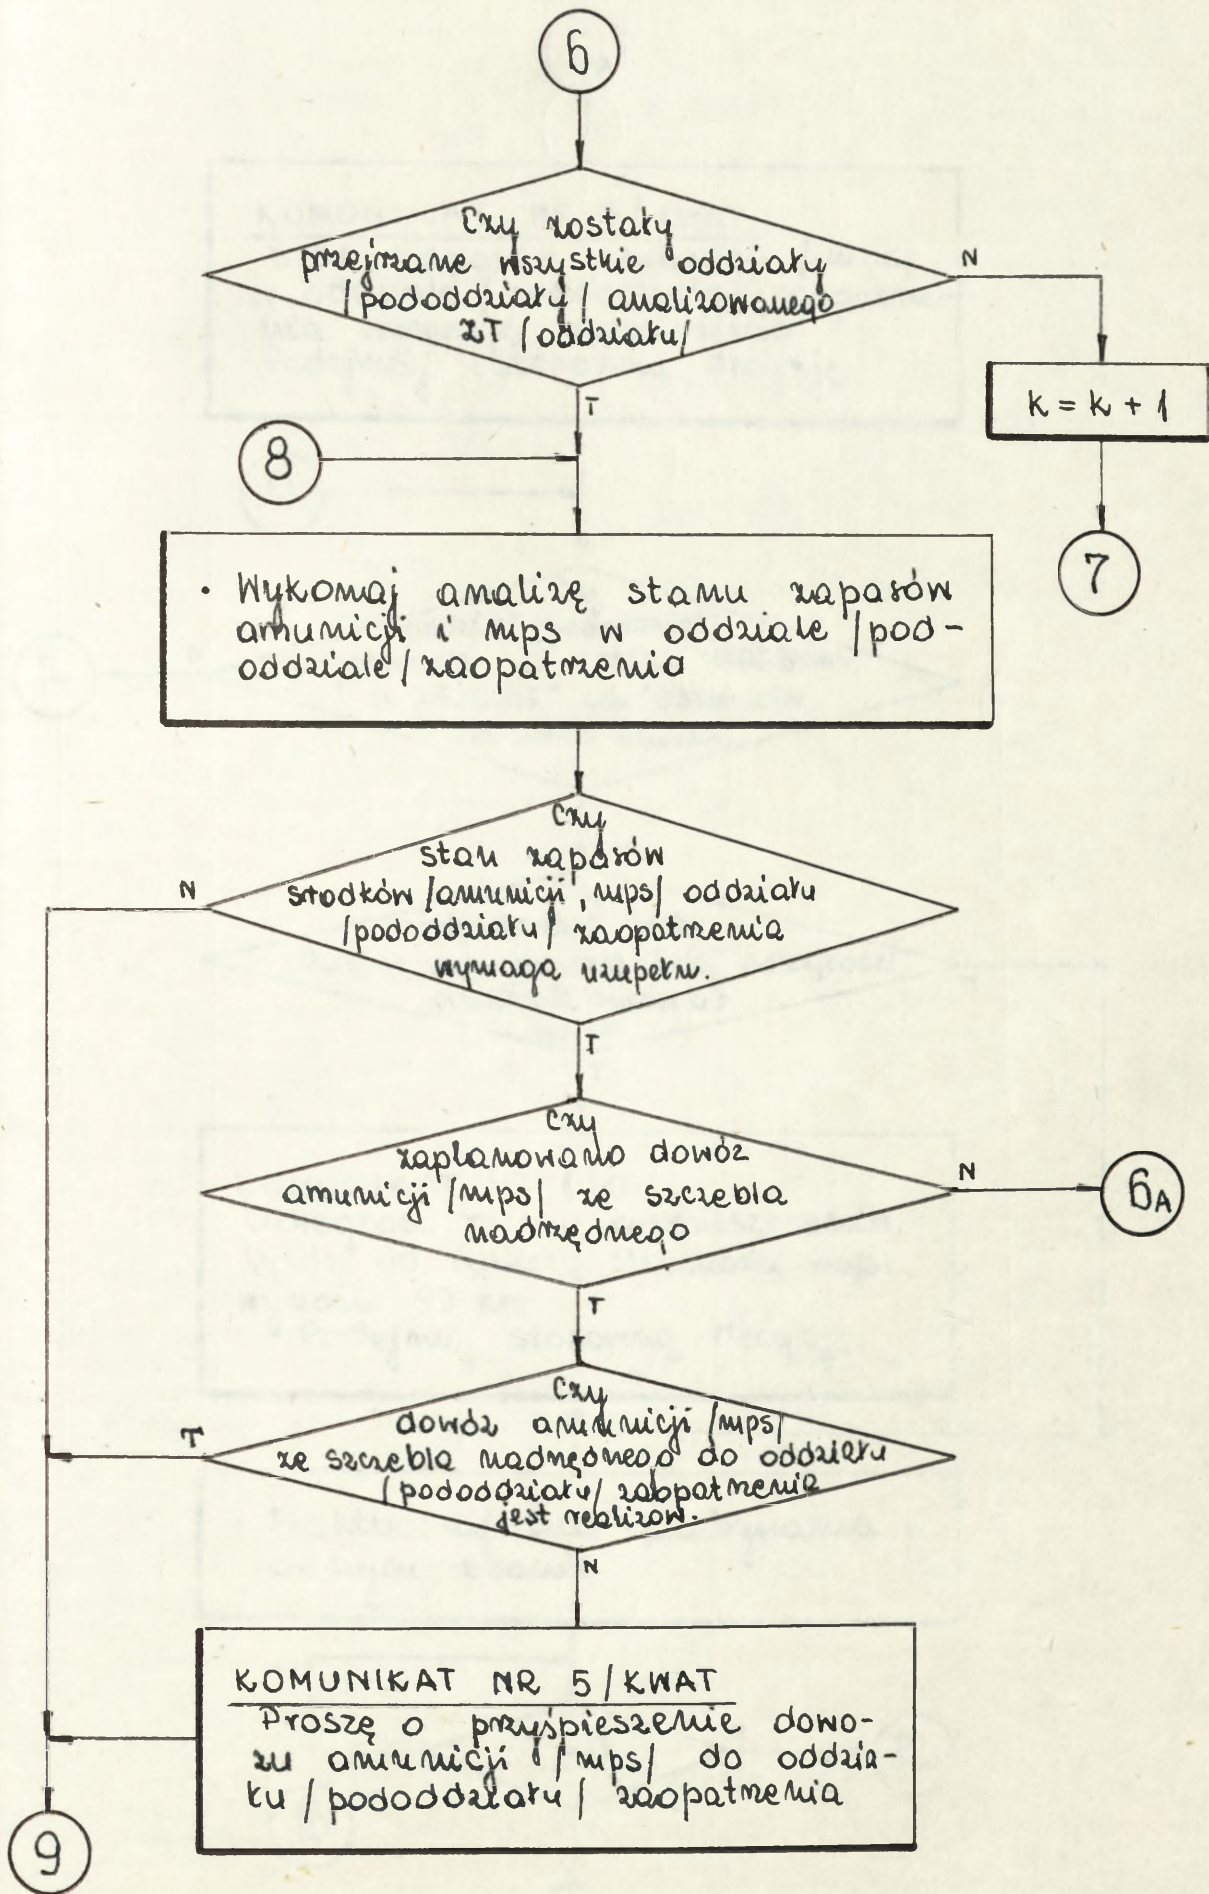 6
Czy zostały
przejrzane wszystkie oddziały
/pododdziały/ analizowanego
ZT /oddziału/
N
T
k = k + 1
8
7
· Wykonaj analizę stanu zapasów
amunicji i mps w oddziale /pod-
oddziale/ zaopatrzenia
Czy
stan zapasów
środków /amunicji, mps/ oddziału
/pododdziału/ zaopatrzenia
wymaga uzupełn.
N
T
Czy
zaplanowano dowóz
amunicji /mps/ ze szczebla
nadrzędnego
N
6A
T
Czy
dowóz amunicji /mps/
ze szczebla nadrzędnego do oddziału
/pododdziału/ zaopatrzenia
jest realizow.
T
N
KOMUNIKAT NR 5/KWAT
Proszę o przyśpieszenie dowo-
zu amunicji /mps/ do oddzia-
łu /pododdziału/ zaopatrzenia
9